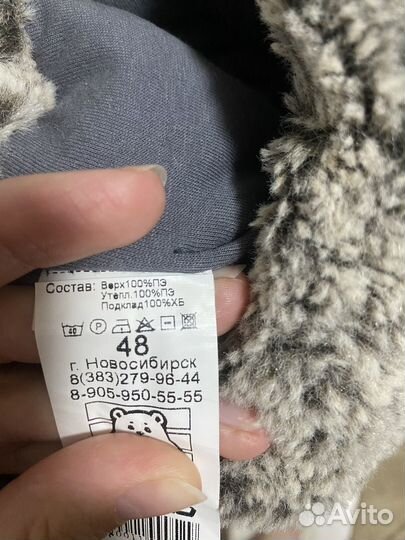 Состав: Верх100%ПЭ
Утепл.100%ПЭ
Подклад100%ХБ
40 P
48
г. Новосибирск
8(383)279-96-44
8-905-950-55-55
Avito